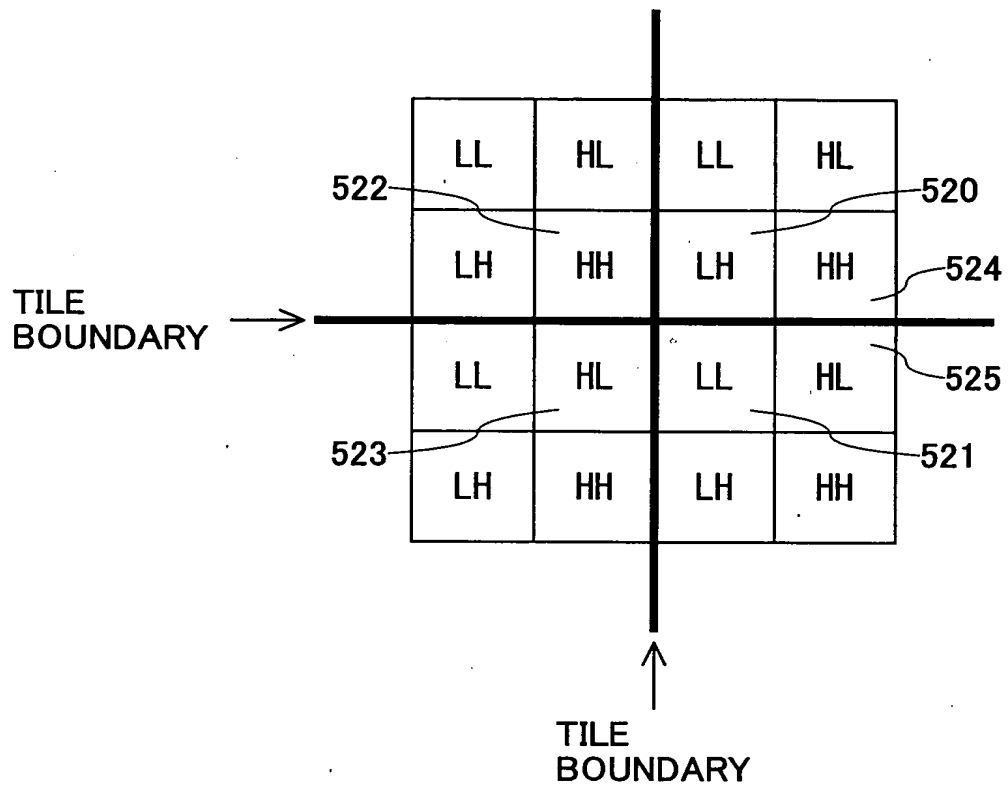 LL HL LL HL
522 520
LH HH LH HH
524
TILE
BOUNDARY
LL HL LL HL
525
523 521
LH HH LH HH
TILE
BOUNDARY